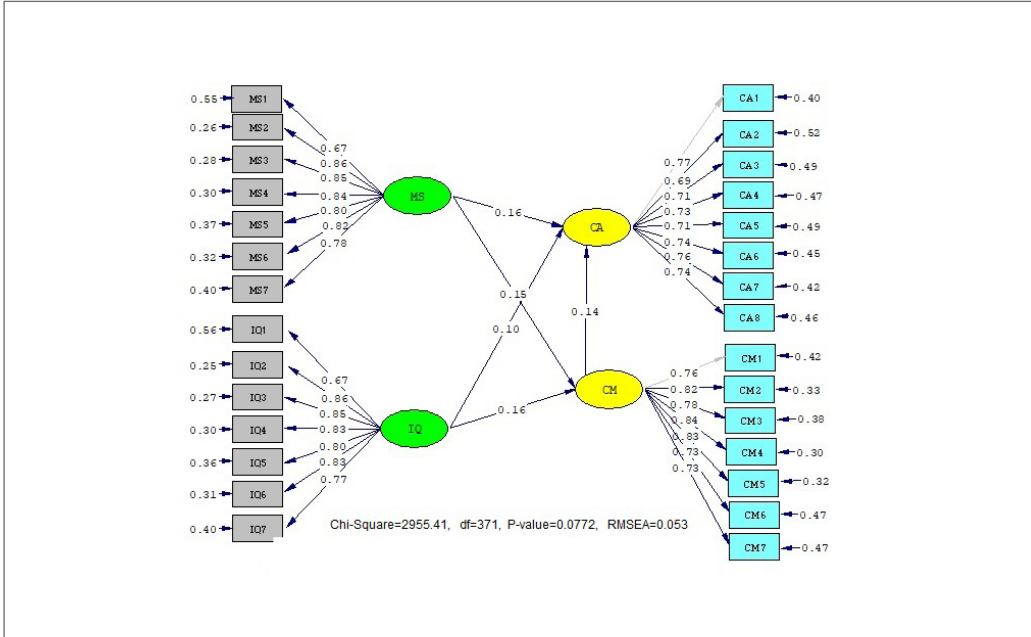 0.55 MS1
0.26 MS2
0.28 MS3
0.30 MS4
0.37 MS5
0.32 MS6
0.40 MS7
0.67
0.86
0.85
0.84
0.80
0.82
0.78
MS
0.56 IQ1
0.25 IQ2
0.27 IQ3
0.30 IQ4
0.36 IQ5
0.31 IQ6
0.40 IQ7
0.67
0.86
0.85
0.83
0.80
0.83
0.77
IQ
0.16
0.15
0.10
0.14
0.16
CA
0.77
0.69
0.71
0.73
0.71
0.74
0.76
0.74
CA1 0.40
CA2 0.52
CA3 0.49
CA4 0.47
CA5 0.49
CA6 0.45
CA7 0.42
CA8 0.46
CM
0.76
0.82
0.78
0.84
0.83
0.73
0.73
CM1 0.42
CM2 0.33
CM3 0.38
CM4 0.30
CM5 0.32
CM6 0.47
CM7 0.47
Chi-Square=2955.41, df=371, P-value=0.0772, RMSEA=0.053